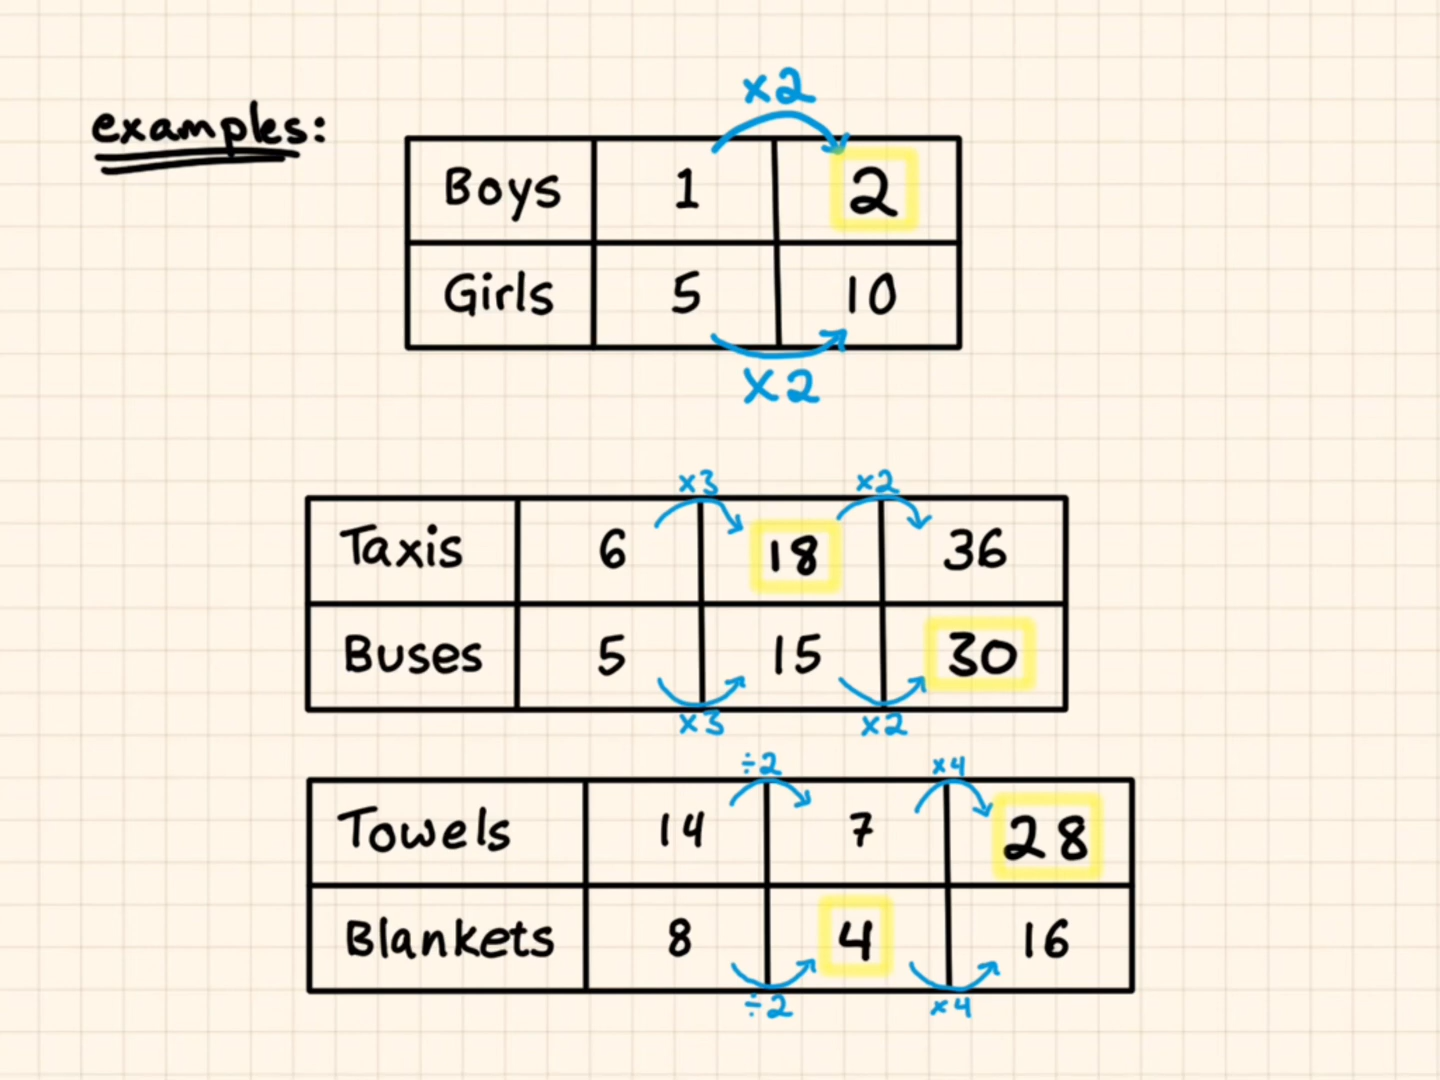 examples:
x2
Boys 1 2
Girls 5 10
x2
x3 x2
Taxis 6 18 36
Buses 5 15 30
x3 x2
÷2 x4
Towels 14 7 28
Blankets 8 4 16
÷2 x4